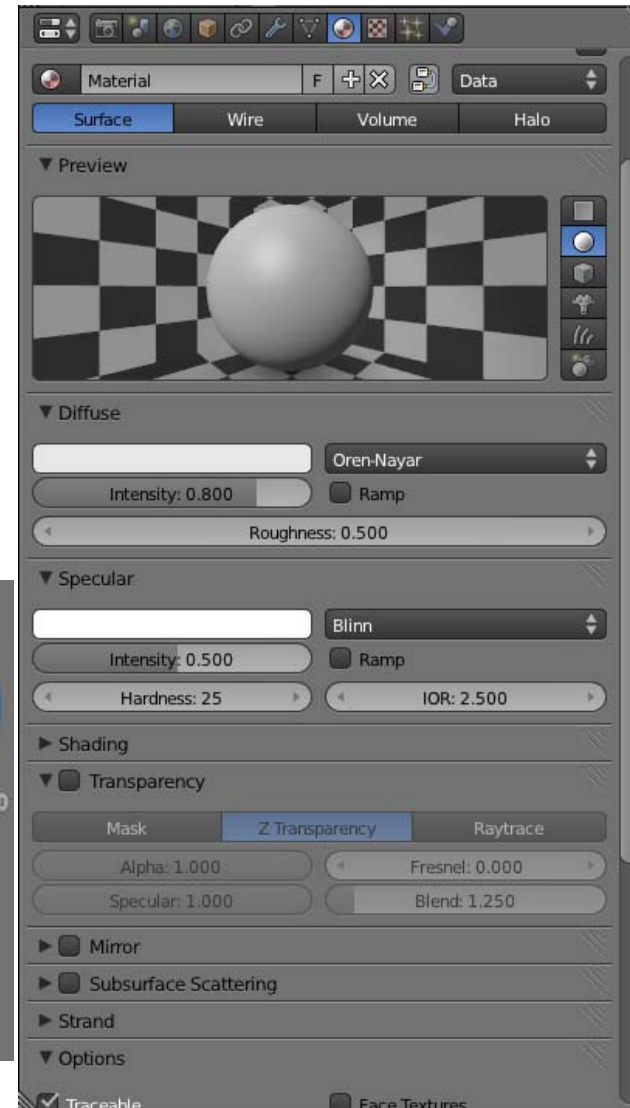 Material F Data
Surface Wire Volume Halo
Preview
Diffuse
Oren-Nayar
Intensity: 0.800 Ramp
Roughness: 0.500
Specular
Blinn
Intensity: 0.500 Ramp
Hardness: 25 IOR: 2.500
Shading
Transparency
Mask Z Transparency Raytrace
Alpha: 1.000 Fresnel: 0.000
Specular: 1.000 Blend: 1.250
0
Mirror
Subsurface Scattering
Strand
Options
Traceable Face Textures